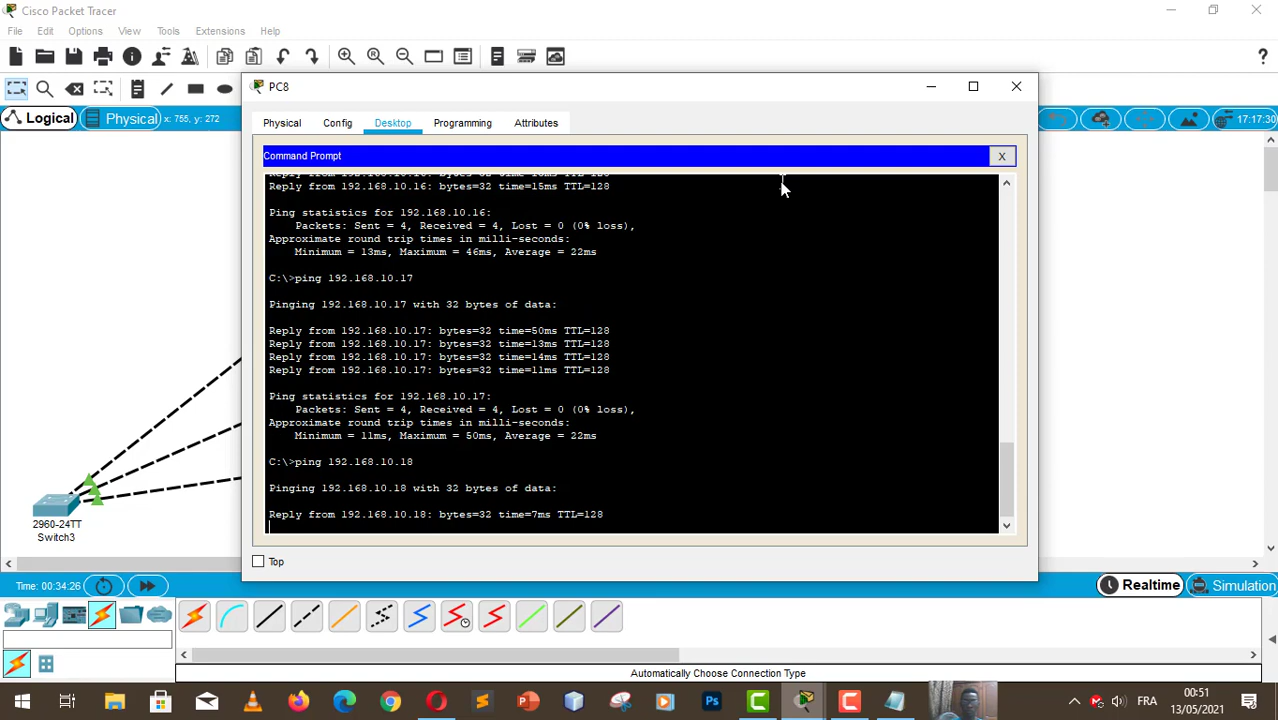 Cisco Packet Tracer
File Edit Options View Tools Extensions Help
?
PC8
Logical Physical x: 755, y: 272 17:17:30
Physical Config Desktop Programming Attributes
Command Prompt X
Reply from 192.168.10.16: bytes=32 time=15ms TTL=128
Ping statistics for 192.168.10.16:
Packets: Sent = 4, Received = 4, Lost = 0 (0% loss),
Approximate round trip times in milli-seconds:
Minimum = 13ms, Maximum = 46ms, Average = 22ms
C:\>ping 192.168.10.17
Pinging 192.168.10.17 with 32 bytes of data:
Reply from 192.168.10.17: bytes=32 time=50ms TTL=128
Reply from 192.168.10.17: bytes=32 time=13ms TTL=128
Reply from 192.168.10.17: bytes=32 time=14ms TTL=128
Reply from 192.168.10.17: bytes=32 time=11ms TTL=128
Ping statistics for 192.168.10.17:
Packets: Sent = 4, Received = 4, Lost = 0 (0% loss),
Approximate round trip times in milli-seconds:
Minimum = 11ms, Maximum = 50ms, Average = 22ms
C:\>ping 192.168.10.18
Pinging 192.168.10.18 with 32 bytes of data:
Reply from 192.168.10.18: bytes=32 time=7ms TTL=128
2960-24TT
Switch3
Top
Time: 00:34:26 Realtime Simulation
Automatically Choose Connection Type
FRA
00:51
13/05/2021